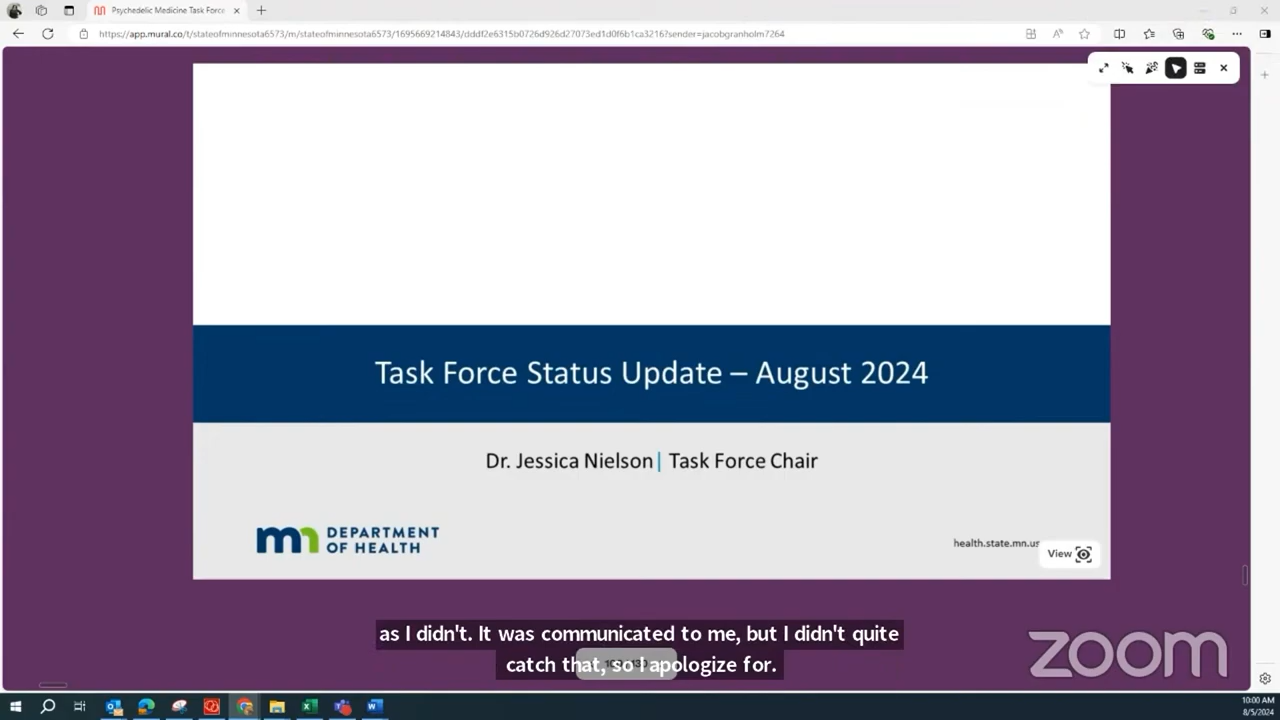 Psychedelic Medicine Task Force
https://app.mural.co/t/stateofminnesota6573/m/stateofminnesota6573/1695669214843/dddf2e6315b0726d926d27073ed1d0f6b1ca3216?sender=jacobgranholm7264
Task Force Status Update – August 2024
Dr. Jessica Nielson | Task Force Chair
mn DEPARTMENT
OF HEALTH
health.state.mn.us
View
as I didn't. It was communicated to me, but I didn't quite
catch that, so I apologize for.
zoom
10:00 AM
8/5/2024